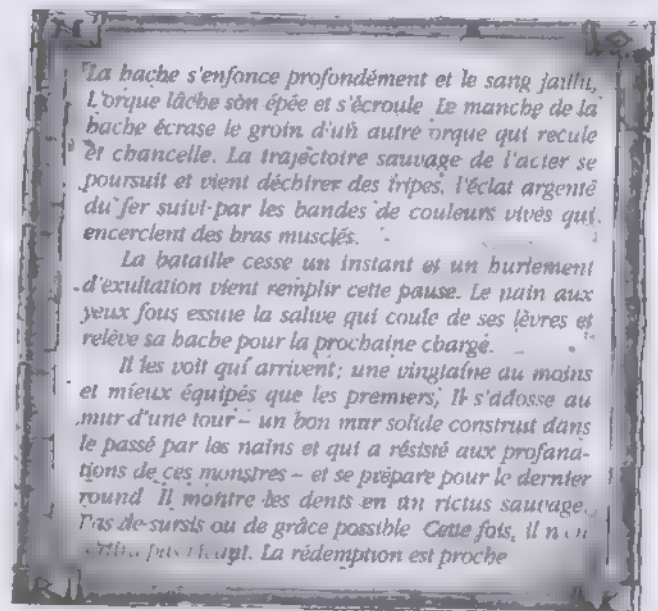 La hache s'enfonce profondément et le sang jaillit,
L'orque lâche son épée et s'écroule. Le manche de la
hache écrase le groin d'un autre orque qui recule
et chancelle. La trajectoire sauvage de l'acier se
poursuit et vient déchirer des tripes, l'éclat argenté
du fer suivi par les bandes de couleurs vives qui
encerclent des bras musclés.
La bataille cesse un instant et un hurlement
d'exultation vient remplir cette pause. Le nain aux
yeux fous essuie la salive qui coule de ses lèvres et
relève sa hache pour la prochaine charge.
Il les voit qui arrivent; une vingtaine au moins
et mieux équipés que les premiers. Il s'adosse au
mur d'une tour – un bon mur solide construit dans
le passé par les nains et qui a résisté aux profana-
tions de ces monstres – et se prépare pour le dernier
round. Il montre les dents en un rictus sauvage.
Pas de sursis ou de grâce possible. Cette fois, il
La rédemption est proche